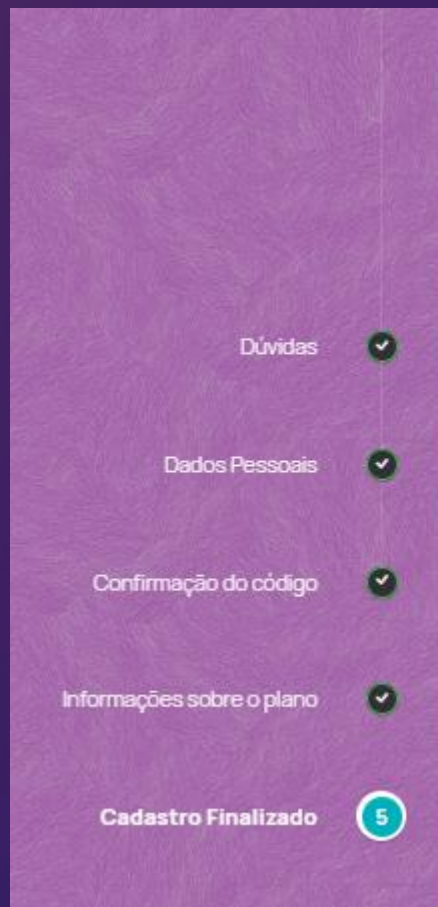 Dúvidas
Dados Pessoais
Confirmação do código
Informações sobre o plano
Cadastro Finalizado 5